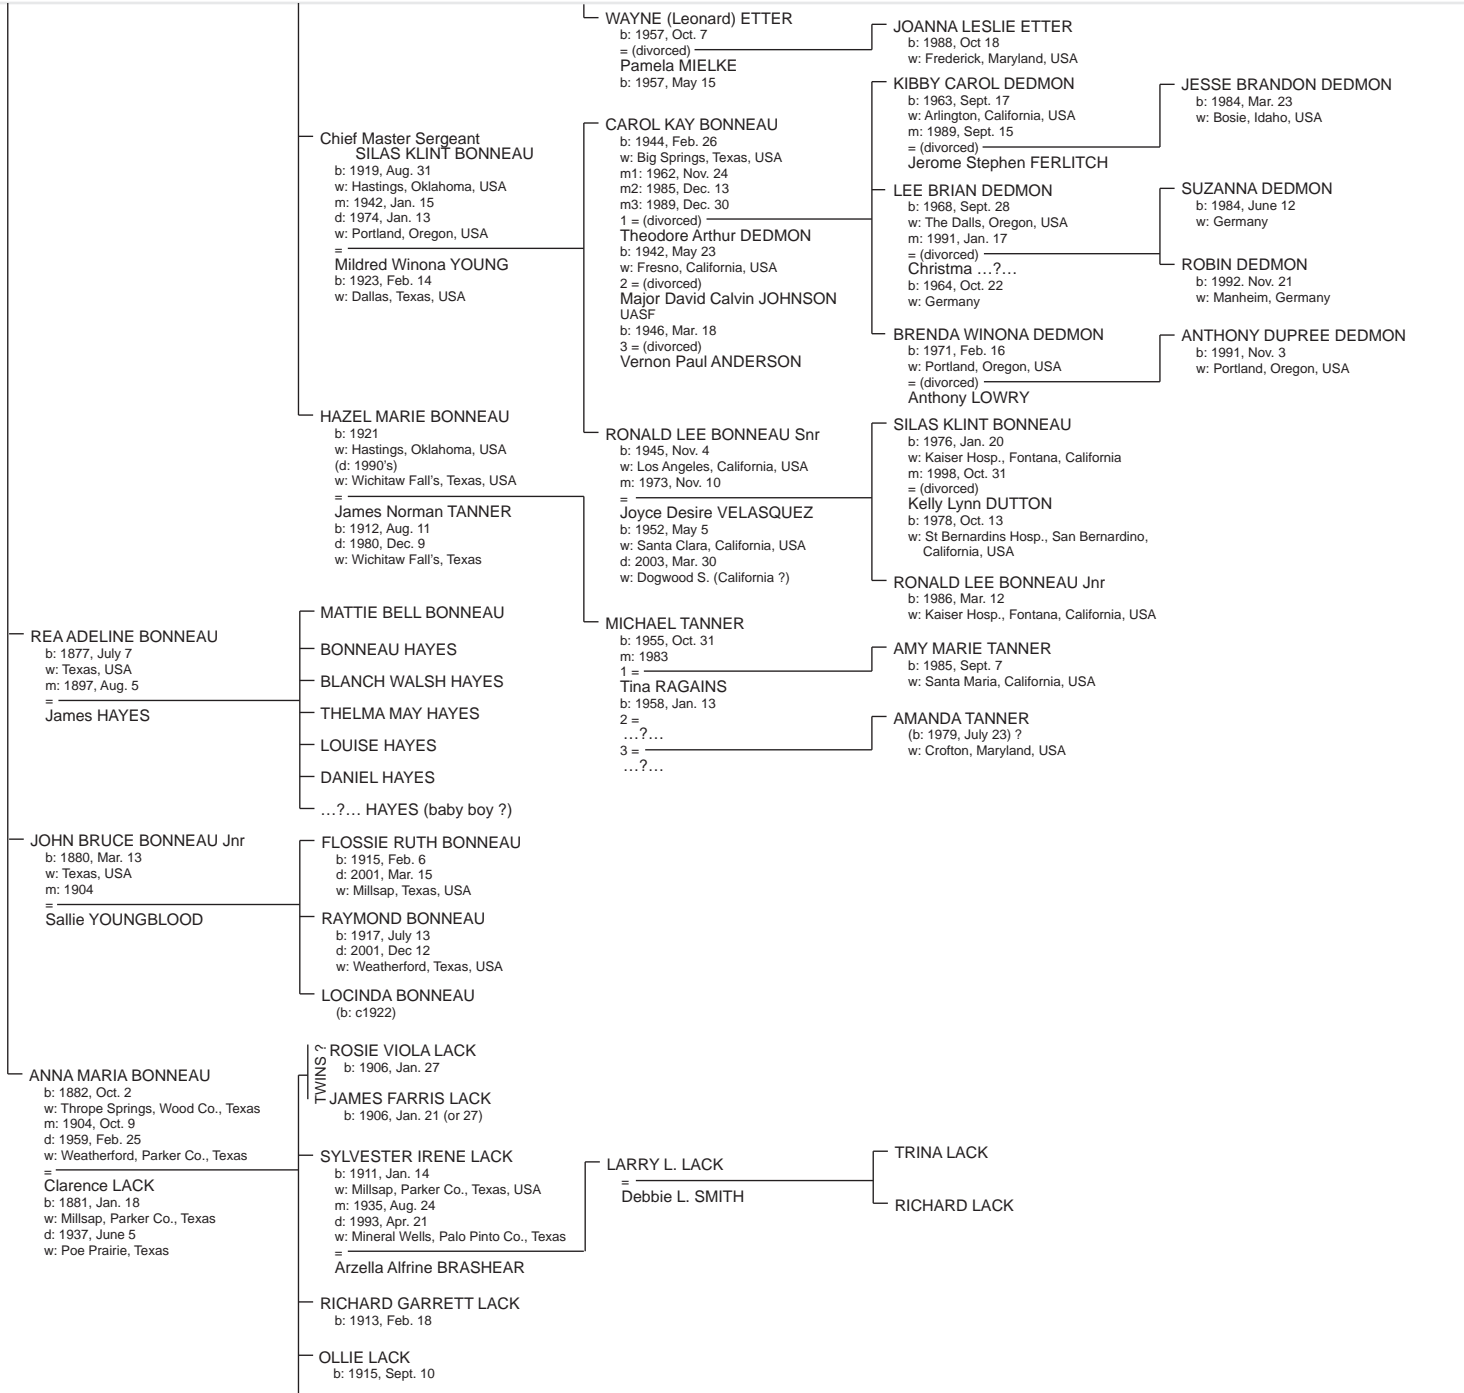 WAYNE (Leonard) ETTER
b: 1957, Oct. 7
= (divorced)
Pamela MIELKE
b: 1957, May 15
JOANNA LESLIE ETTER
b: 1988, Oct 18
w: Frederick, Maryland, USA
Chief Master Sergeant
SILAS KLINT BONNEAU
b: 1919, Aug. 31
w: Hastings, Oklahoma, USA
m: 1942, Jan. 15
d: 1974, Jan. 13
w: Portland, Oregon, USA
=
Mildred Winona YOUNG
b: 1923, Feb. 14
w: Dallas, Texas, USA
CAROL KAY BONNEAU
b: 1944, Feb. 26
w: Big Springs, Texas, USA
m1: 1962, Nov. 24
m2: 1985, Dec. 13
m3: 1989, Dec. 30
1 = (divorced)
Theodore Arthur DEDMON
b: 1942, May 23
w: Fresno, California, USA
2 = (divorced)
Major David Calvin JOHNSON
UASF
b: 1946, Mar. 18
3 = (divorced)
Vernon Paul ANDERSON
KIBBY CAROL DEDMON
b: 1963, Sept. 17
w: Arlington, California, USA
m: 1989, Sept. 15
= (divorced)
Jerome Stephen FERLITCH
JESSE BRANDON DEDMON
b: 1984, Mar. 23
w: Bosie, Idaho, USA
LEE BRIAN DEDMON
b: 1968, Sept. 28
w: The Dalls, Oregon, USA
m: 1991, Jan. 17
= (divorced)
Christma …?…
b: 1964, Oct. 22
w: Germany
SUZANNA DEDMON
b: 1984, June 12
w: Germany
ROBIN DEDMON
b: 1992. Nov. 21
w: Manheim, Germany
BRENDA WINONA DEDMON
b: 1971, Feb. 16
w: Portland, Oregon, USA
= (divorced)
Anthony LOWRY
ANTHONY DUPREE DEDMON
b: 1991, Nov. 3
w: Portland, Oregon, USA
HAZEL MARIE BONNEAU
b: 1921
w: Hastings, Oklahoma, USA
(d: 1990's)
w: Wichitaw Fall's, Texas, USA
=
James Norman TANNER
b: 1912, Aug. 11
d: 1980, Dec. 9
w: Wichitaw Fall's, Texas
RONALD LEE BONNEAU Snr
b: 1945, Nov. 4
w: Los Angeles, California, USA
m: 1973, Nov. 10
=
Joyce Desire VELASQUEZ
b: 1952, May 5
w: Santa Clara, California, USA
d: 2003, Mar. 30
w: Dogwood S. (California ?)
SILAS KLINT BONNEAU
b: 1976, Jan. 20
w: Kaiser Hosp., Fontana, California
m: 1998, Oct. 31
= (divorced)
Kelly Lynn DUTTON
b: 1978, Oct. 13
w: St Bernardins Hosp., San Bernardino,
California, USA
RONALD LEE BONNEAU Jnr
b: 1986, Mar. 12
w: Kaiser Hosp., Fontana, California, USA
MICHAEL TANNER
b: 1955, Oct. 31
m: 1983
1 =
Tina RAGAINS
b: 1958, Jan. 13
2 =
…?…
3 =
…?…
AMY MARIE TANNER
b: 1985, Sept. 7
w: Santa Maria, California, USA
AMANDA TANNER
(b: 1979, July 23) ?
w: Crofton, Maryland, USA
REA ADELINE BONNEAU
b: 1877, July 7
w: Texas, USA
m: 1897, Aug. 5
=
James HAYES
MATTIE BELL BONNEAU
BONNEAU HAYES
BLANCH WALSH HAYES
THELMA MAY HAYES
LOUISE HAYES
DANIEL HAYES
…?… HAYES (baby boy ?)
JOHN BRUCE BONNEAU Jnr
b: 1880, Mar. 13
w: Texas, USA
m: 1904
=
Sallie YOUNGBLOOD
FLOSSIE RUTH BONNEAU
b: 1915, Feb. 6
d: 2001, Mar. 15
w: Millsap, Texas, USA
RAYMOND BONNEAU
b: 1917, July 13
d: 2001, Dec 12
w: Weatherford, Texas, USA
LOCINDA BONNEAU
(b: c1922)
ANNA MARIA BONNEAU
b: 1882, Oct. 2
w: Thrope Springs, Wood Co., Texas
m: 1904, Oct. 9
d: 1959, Feb. 25
w: Weatherford, Parker Co., Texas
=
Clarence LACK
b: 1881, Jan. 18
w: Millsap, Parker Co., Texas
d: 1937, June 5
w: Poe Prairie, Texas
TWINS ?
ROSIE VIOLA LACK
b: 1906, Jan. 27
JAMES FARRIS LACK
b: 1906, Jan. 21 (or 27)
SYLVESTER IRENE LACK
b: 1911, Jan. 14
w: Millsap, Parker Co., Texas, USA
m: 1935, Aug. 24
d: 1993, Apr. 21
w: Mineral Wells, Palo Pinto Co., Texas
=
Arzella Alfrine BRASHEAR
LARRY L. LACK
=
Debbie L. SMITH
TRINA LACK
RICHARD LACK
RICHARD GARRETT LACK
b: 1913, Feb. 18
OLLIE LACK
b: 1915, Sept. 10